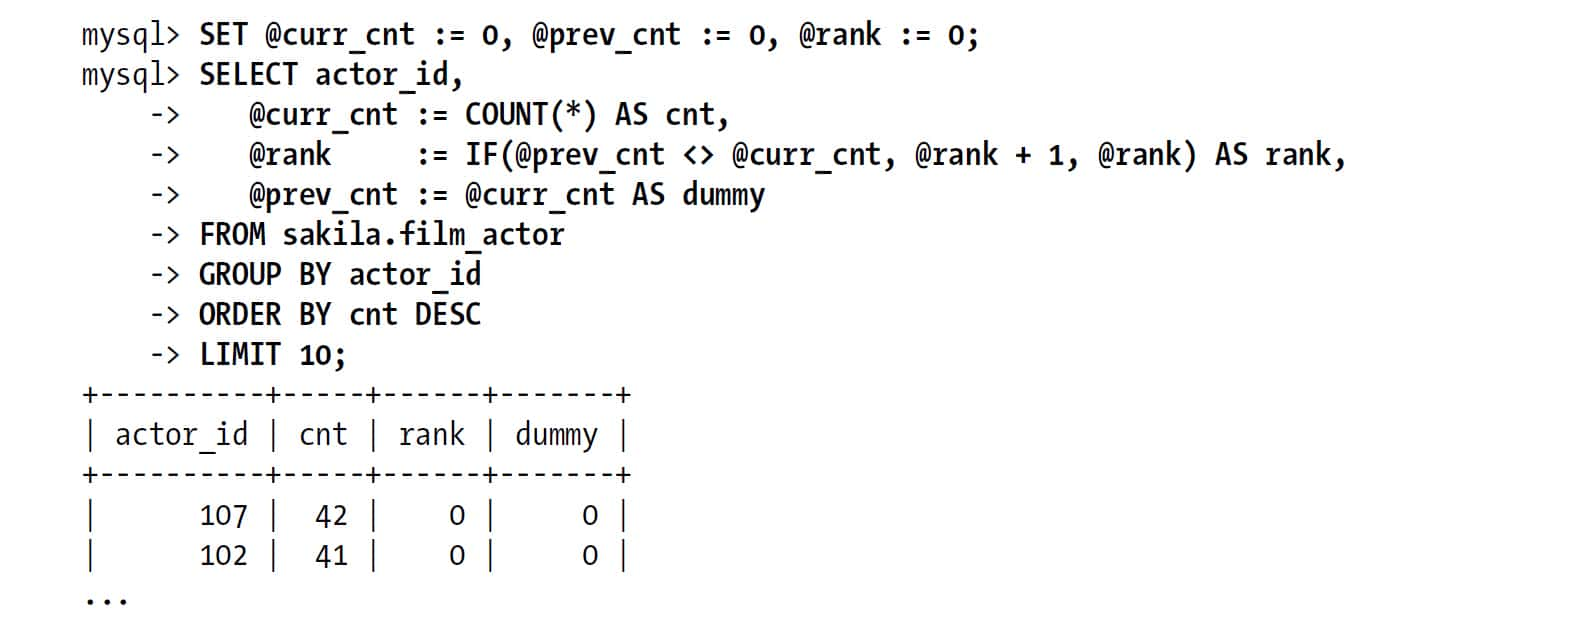 mysql> SET @curr_cnt := 0, @prev_cnt := 0, @rank := 0;
mysql> SELECT actor_id,
    ->    @curr_cnt := COUNT(*) AS cnt,
    ->    @rank     := IF(@prev_cnt <> @curr_cnt, @rank + 1, @rank) AS rank,
    ->    @prev_cnt := @curr_cnt AS dummy
    -> FROM sakila.film_actor
    -> GROUP BY actor_id
    -> ORDER BY cnt DESC
    -> LIMIT 10;
+----------+-----+------+-------+
| actor_id | cnt | rank | dummy |
+----------+-----+------+-------+
|      107 |  42 |    0 |     0 |
|      102 |  41 |    0 |     0 |
...